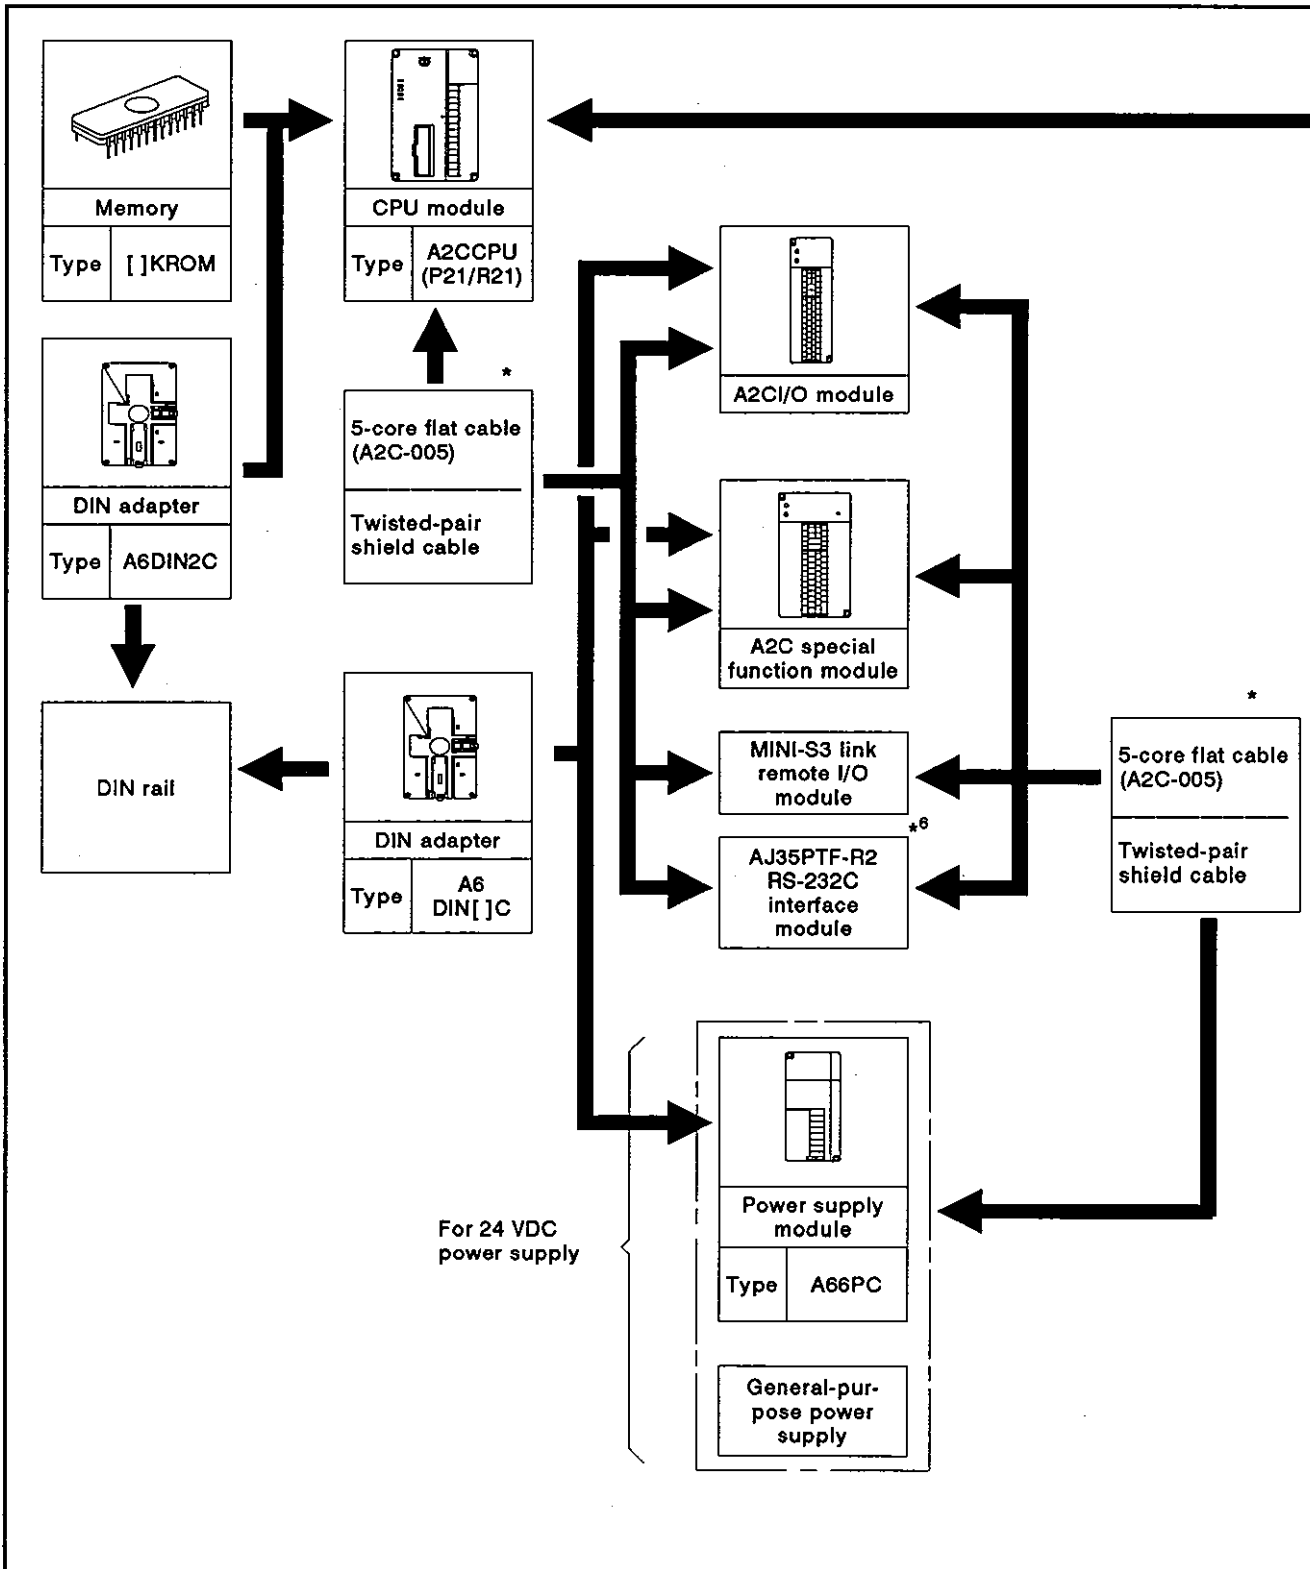 Memory
Type
[ ]KROM
CPU module
Type
A2CCPU
(P21/R21)
A2CI/O module
DIN adapter
Type
A6DIN2C
*
5-core flat cable
(A2C-005)
Twisted-pair
shield cable
A2C special
function module
DIN rail
DIN adapter
Type
A6
DIN[ ]C
MINI-S3 link
remote I/O
module
*6
AJ35PTF-R2
RS-232C
interface
module
*
5-core flat cable
(A2C-005)
Twisted-pair
shield cable
For 24 VDC
power supply
Power supply
module
Type
A66PC
General-pur-
pose power
supply